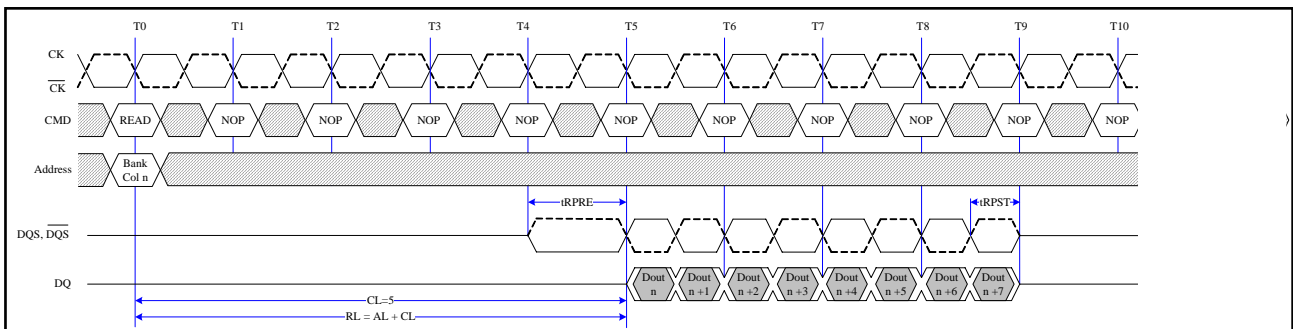 T0 T1 T2 T3 T4 T5 T6 T7 T8 T9 T10
CK
CK
CMD READ NOP NOP NOP NOP NOP NOP NOP NOP NOP NOP
Address Bank
Col n
tRPRE tRPST
DQS, DQS
DQ Dout Dout Dout Dout Dout Dout Dout Dout
n n +1 n +2 n +3 n +4 n +5 n +6 n +7
CL=5
RL = AL + CL